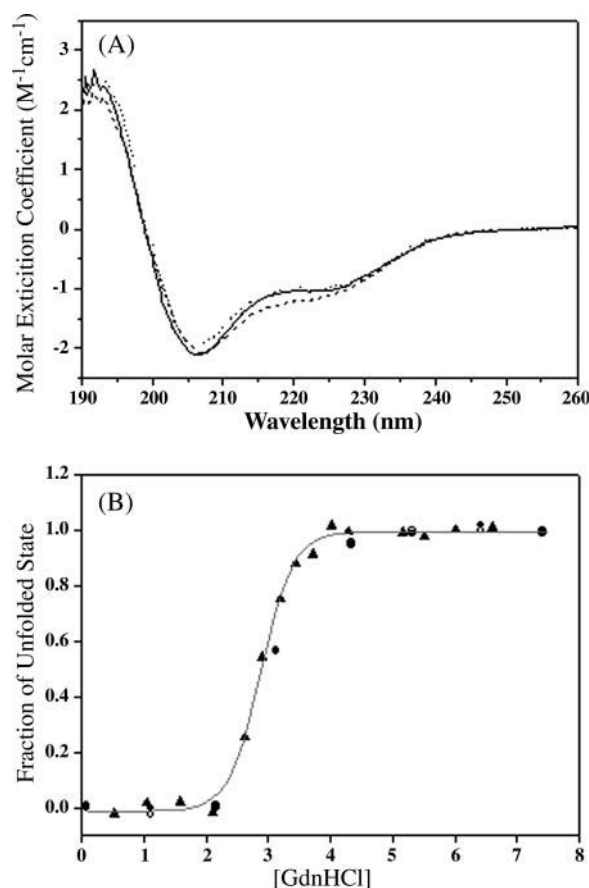 (A)
Molar Exticition Coefficient (M⁻¹cm⁻¹)
2
1
0
-1
-2
190 200 210 220 230 240 250 260
Wavelength (nm)
(B)
Fraction of Unfolded State
1.2
1.0
0.8
0.6
0.4
0.2
0.0
0 1 2 3 4 5 6 7 8
[GdnHCl]